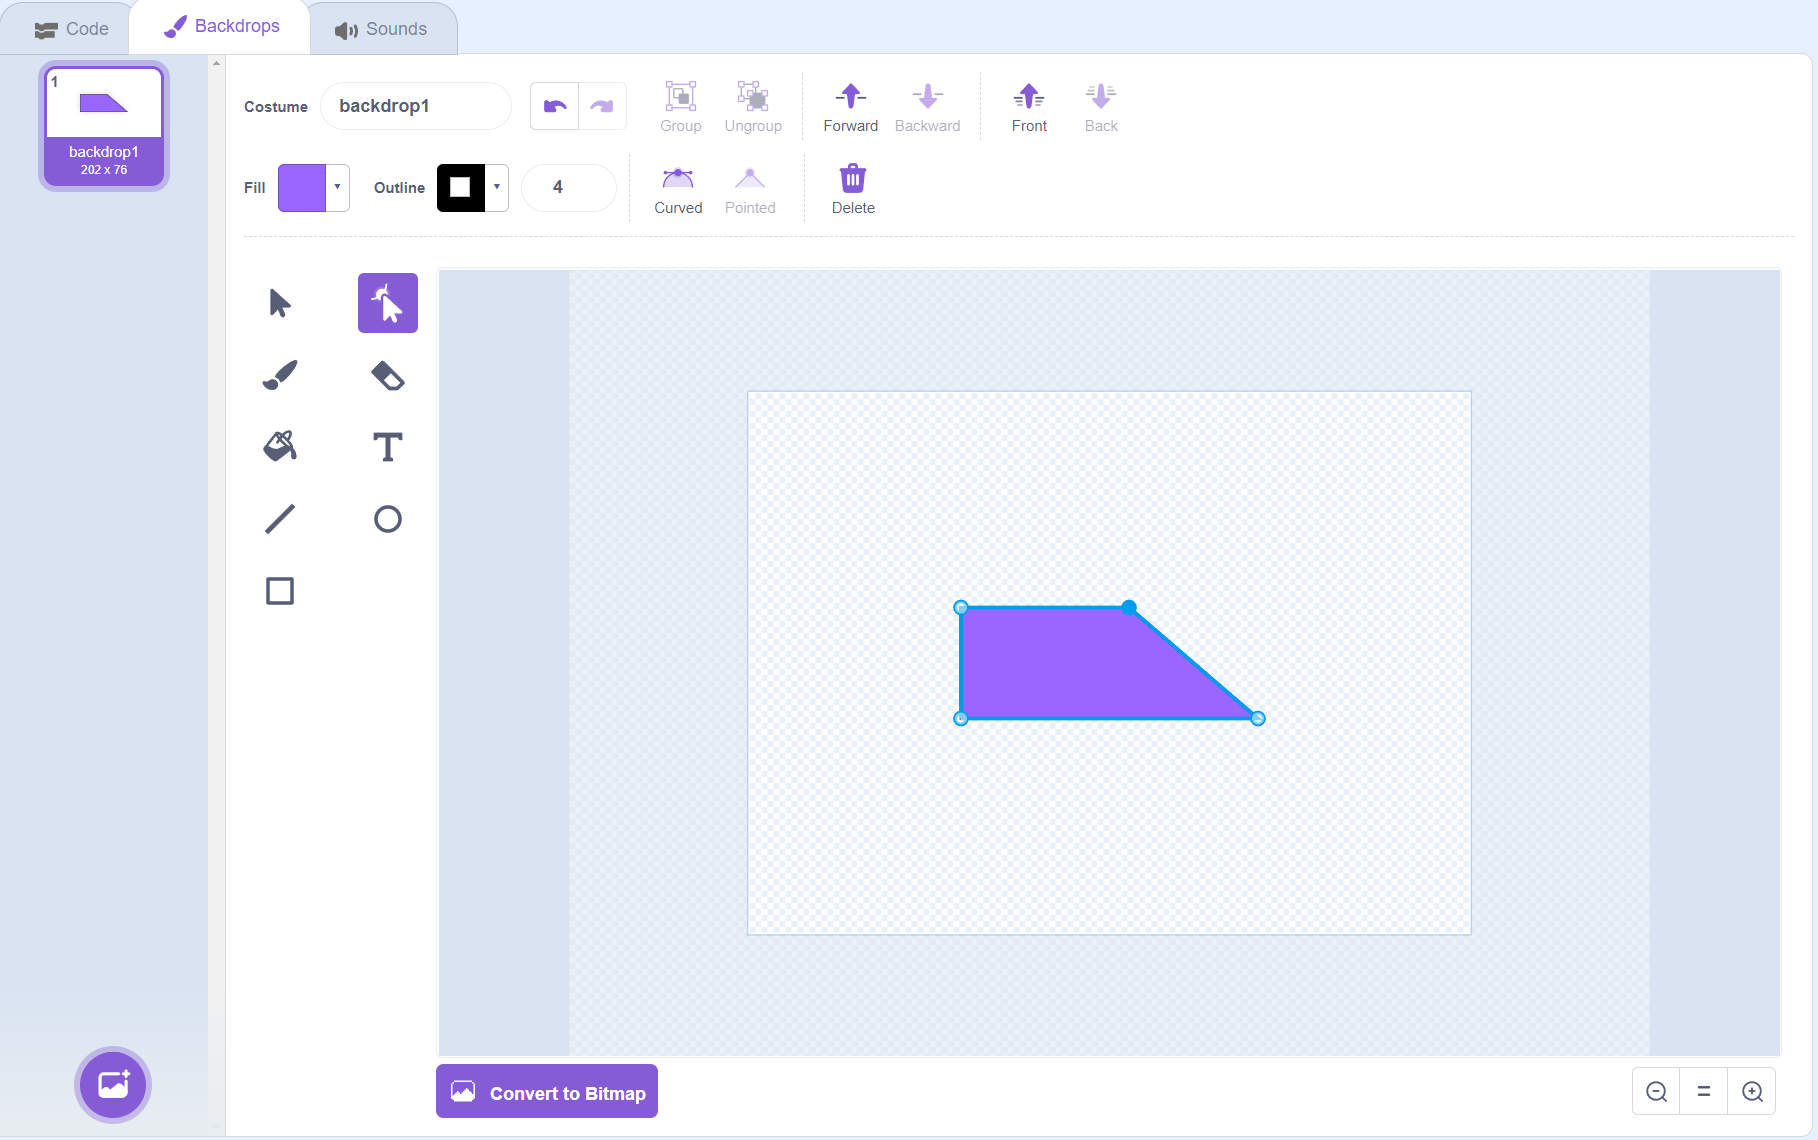 Code
Backdrops
Sounds
1
backdrop1
202 x 76
Costume
backdrop1
Group
Ungroup
Forward
Backward
Front
Back
Fill
Outline
4
Curved
Pointed
Delete
T
Convert to Bitmap
=